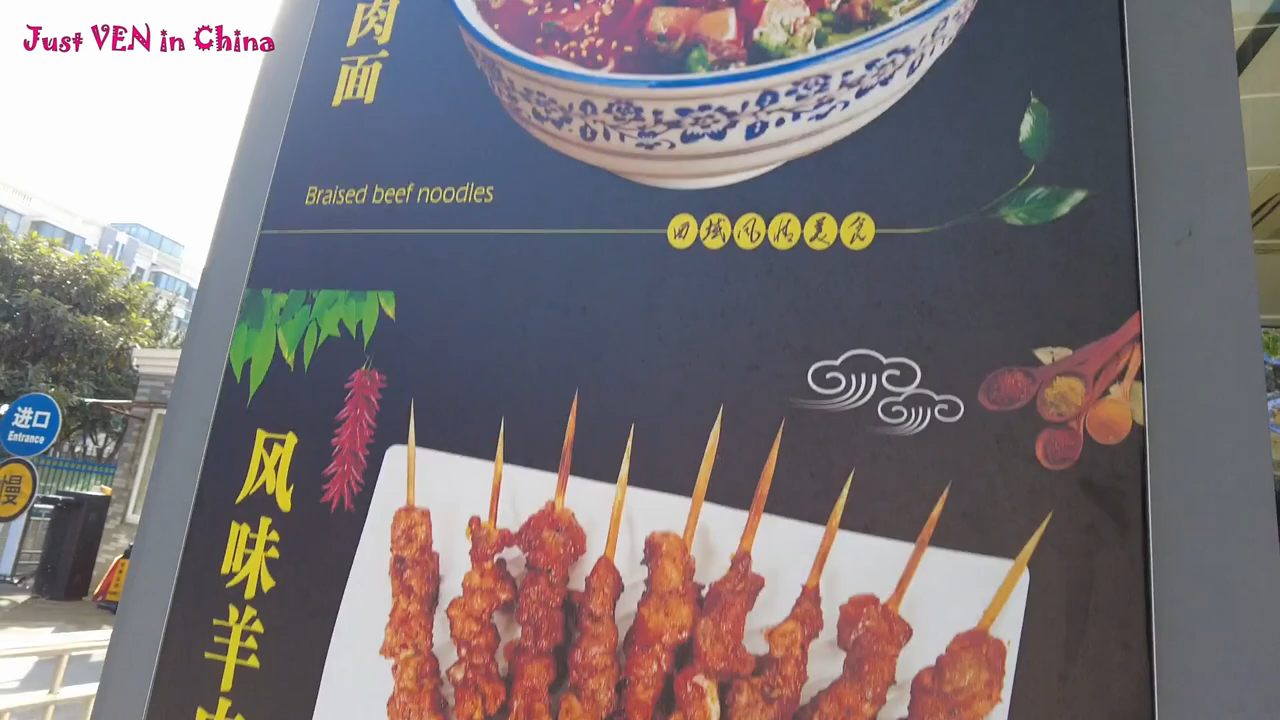 Just VEN in China
肉面
Braised beef noodles
西域风情美食
进口
Entrance
慢
风味羊肉